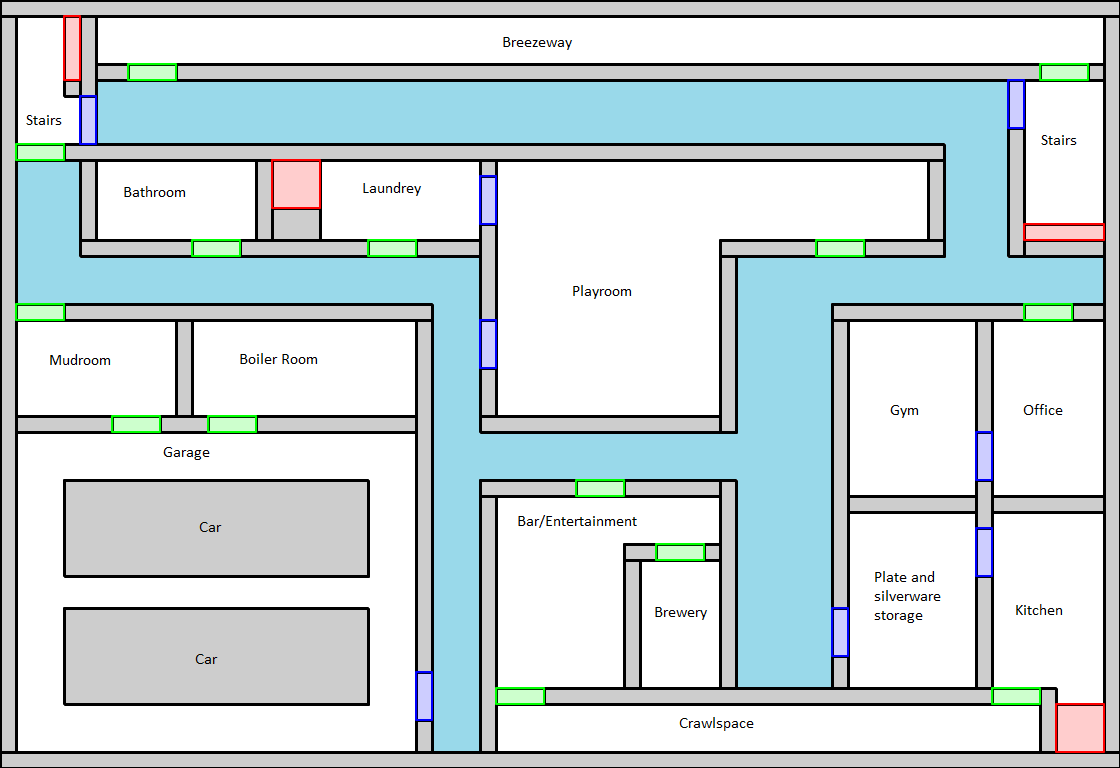 Breezeway
Stairs
Stairs
Bathroom
Laundrey
Playroom
Mudroom
Boiler Room
Gym
Office
Garage
Car
Bar/Entertainment
Plate and
silverware
storage
Brewery
Kitchen
Car
Crawlspace